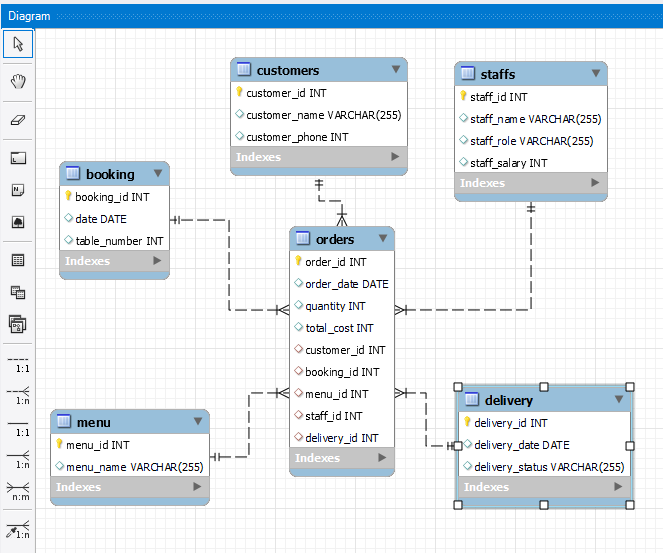 Diagram
customers
customer_id INT
customer_name VARCHAR(255)
customer_phone INT
Indexes
staffs
staff_id INT
staff_name VARCHAR(255)
staff_role VARCHAR(255)
staff_salary INT
Indexes
booking
booking_id INT
date DATE
table_number INT
Indexes
orders
order_id INT
order_date DATE
quantity INT
total_cost INT
customer_id INT
booking_id INT
menu_id INT
staff_id INT
delivery_id INT
Indexes
menu
menu_id INT
menu_name VARCHAR(255)
Indexes
delivery
delivery_id INT
delivery_date DATE
delivery_status VARCHAR(255)
Indexes
1:1
1:n
1:1
1:n
n:m
1:n